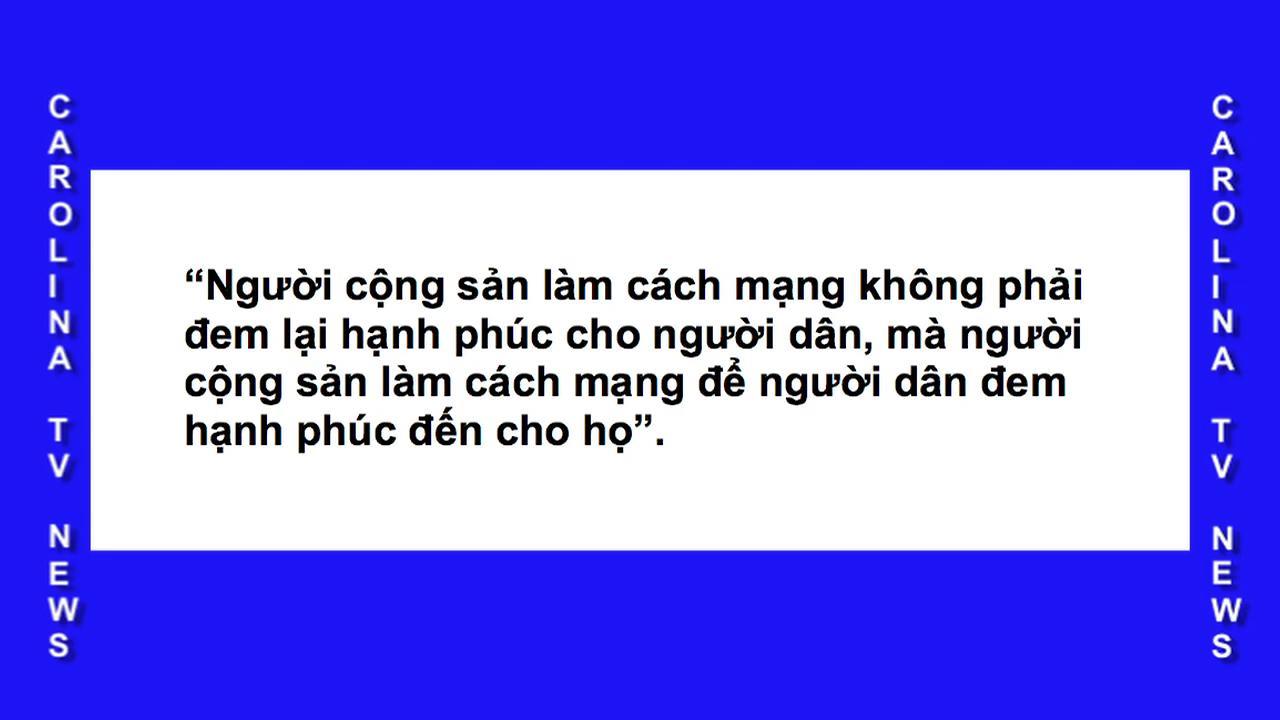 CAROLINA TV NEWS
“Người cộng sản làm cách mạng không phải
đem lại hạnh phúc cho người dân, mà người
cộng sản làm cách mạng để người dân đem
hạnh phúc đến cho họ”.
CAROLINA TV NEWS